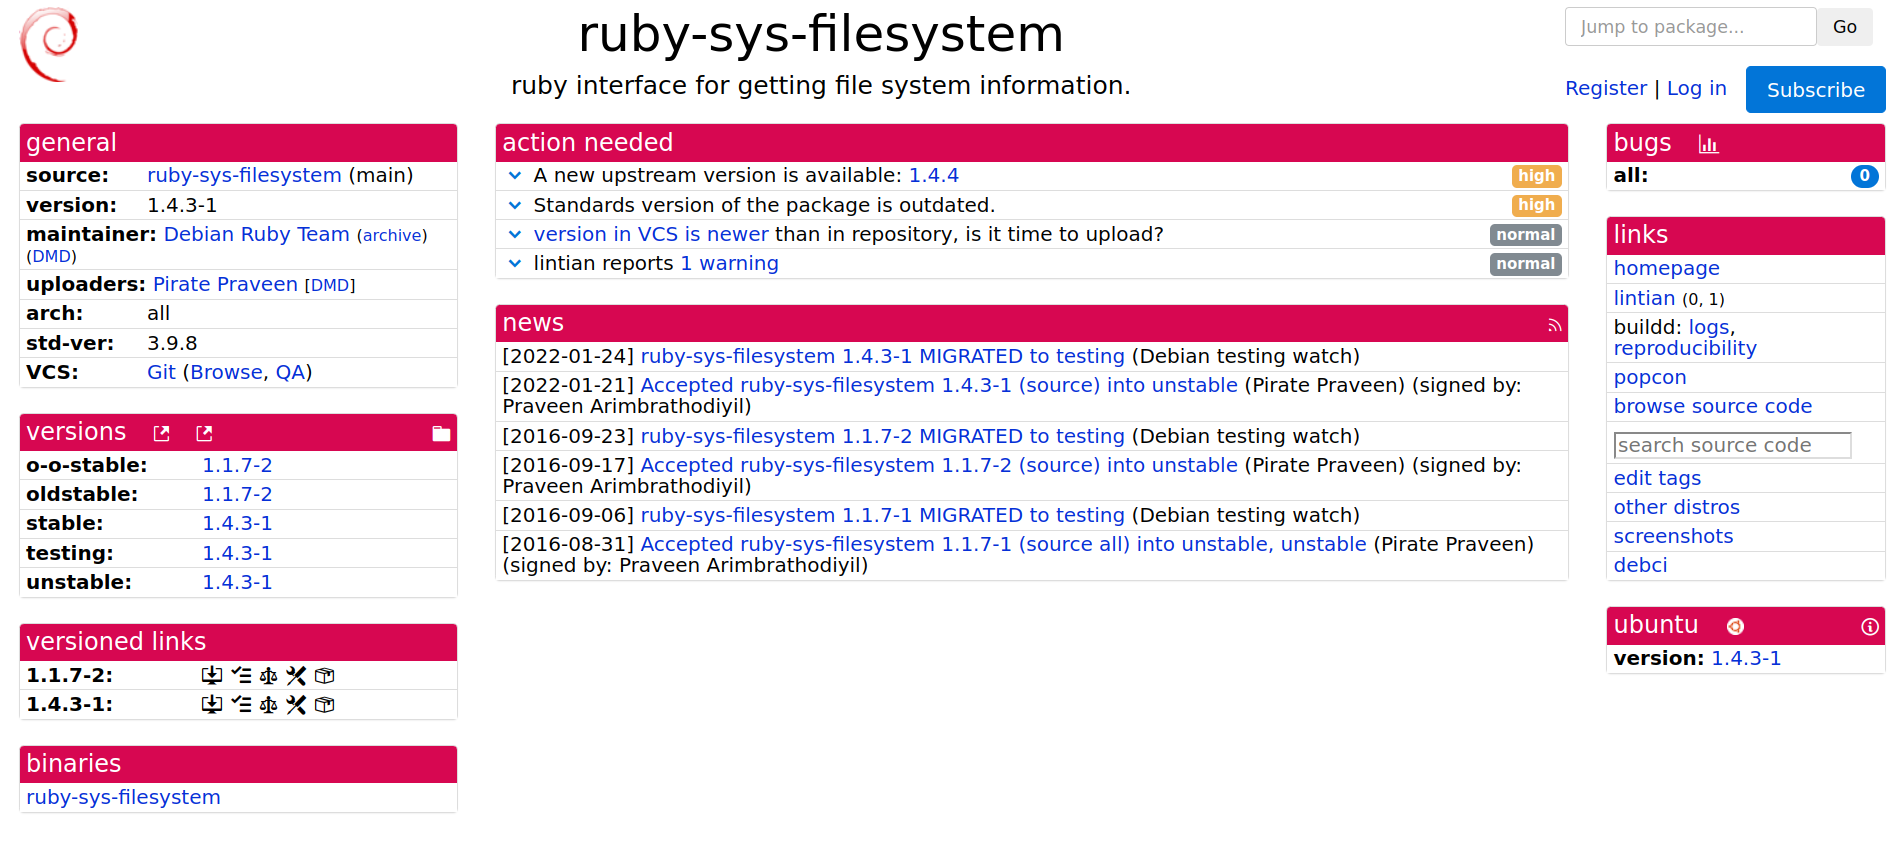 ruby-sys-filesystem
ruby interface for getting file system information.
Jump to package...
Go
Register | Log in
Subscribe
general
source: ruby-sys-filesystem (main)
version: 1.4.3-1
maintainer: Debian Ruby Team (archive)
(DMD)
uploaders: Pirate Praveen [DMD]
arch: all
std-ver: 3.9.8
VCS: Git (Browse, QA)
versions
o-o-stable: 1.1.7-2
oldstable: 1.1.7-2
stable: 1.4.3-1
testing: 1.4.3-1
unstable: 1.4.3-1
versioned links
1.1.7-2:
1.4.3-1:
binaries
ruby-sys-filesystem
action needed
A new upstream version is available: 1.4.4 high
Standards version of the package is outdated. high
version in VCS is newer than in repository, is it time to upload? normal
lintian reports 1 warning normal
news
[2022-01-24] ruby-sys-filesystem 1.4.3-1 MIGRATED to testing (Debian testing watch)
[2022-01-21] Accepted ruby-sys-filesystem 1.4.3-1 (source) into unstable (Pirate Praveen) (signed by:
Praveen Arimbrathodiyil)
[2016-09-23] ruby-sys-filesystem 1.1.7-2 MIGRATED to testing (Debian testing watch)
[2016-09-17] Accepted ruby-sys-filesystem 1.1.7-2 (source) into unstable (Pirate Praveen) (signed by:
Praveen Arimbrathodiyil)
[2016-09-06] ruby-sys-filesystem 1.1.7-1 MIGRATED to testing (Debian testing watch)
[2016-08-31] Accepted ruby-sys-filesystem 1.1.7-1 (source all) into unstable, unstable (Pirate Praveen)
(signed by: Praveen Arimbrathodiyil)
bugs
all: 0
links
homepage
lintian (0, 1)
buildd: logs,
reproducibility
popcon
browse source code
search source code
edit tags
other distros
screenshots
debci
ubuntu
version: 1.4.3-1